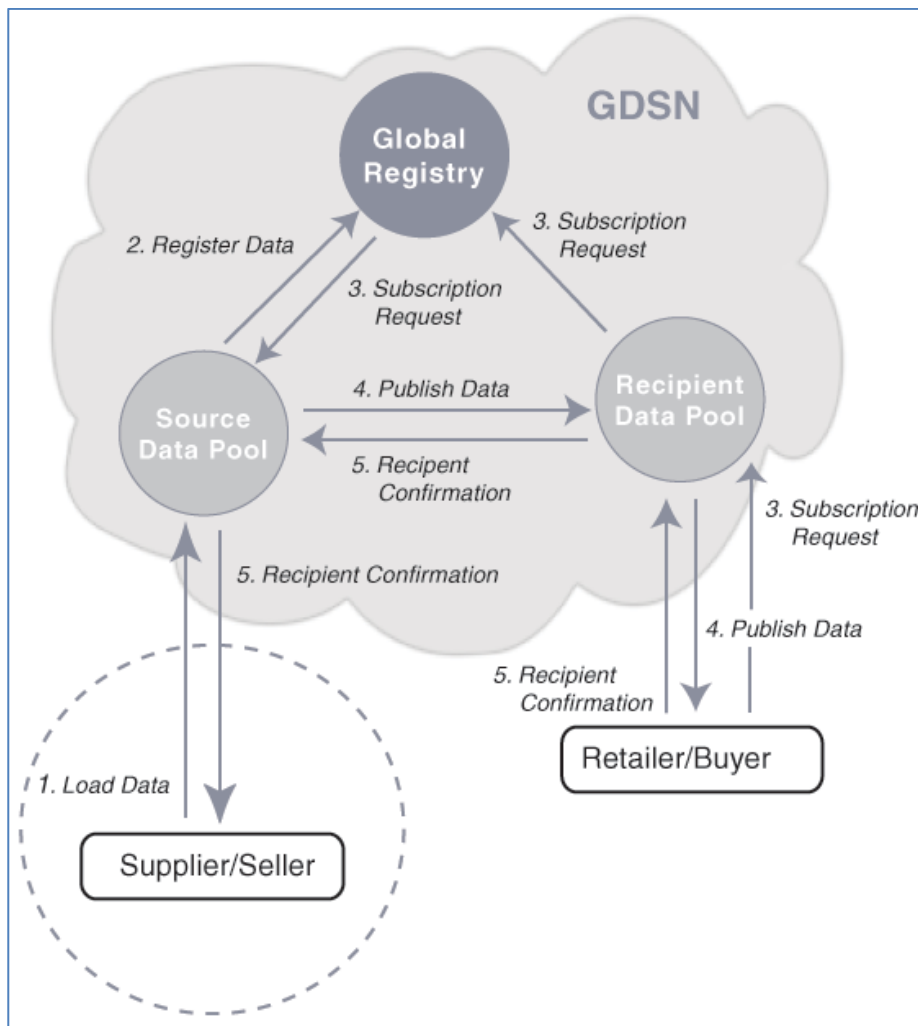 GDSN
Global
Registry
2. Register Data
3. Subscription
Request
3. Subscription
Request
Source
Data Pool
4. Publish Data
5. Recipent
Confirmation
Recipient
Data Pool
3. Subscription
Request
5. Recipient Confirmation
4. Publish Data
5. Recipient
Confirmation
1. Load Data
Retailer/Buyer
Supplier/Seller